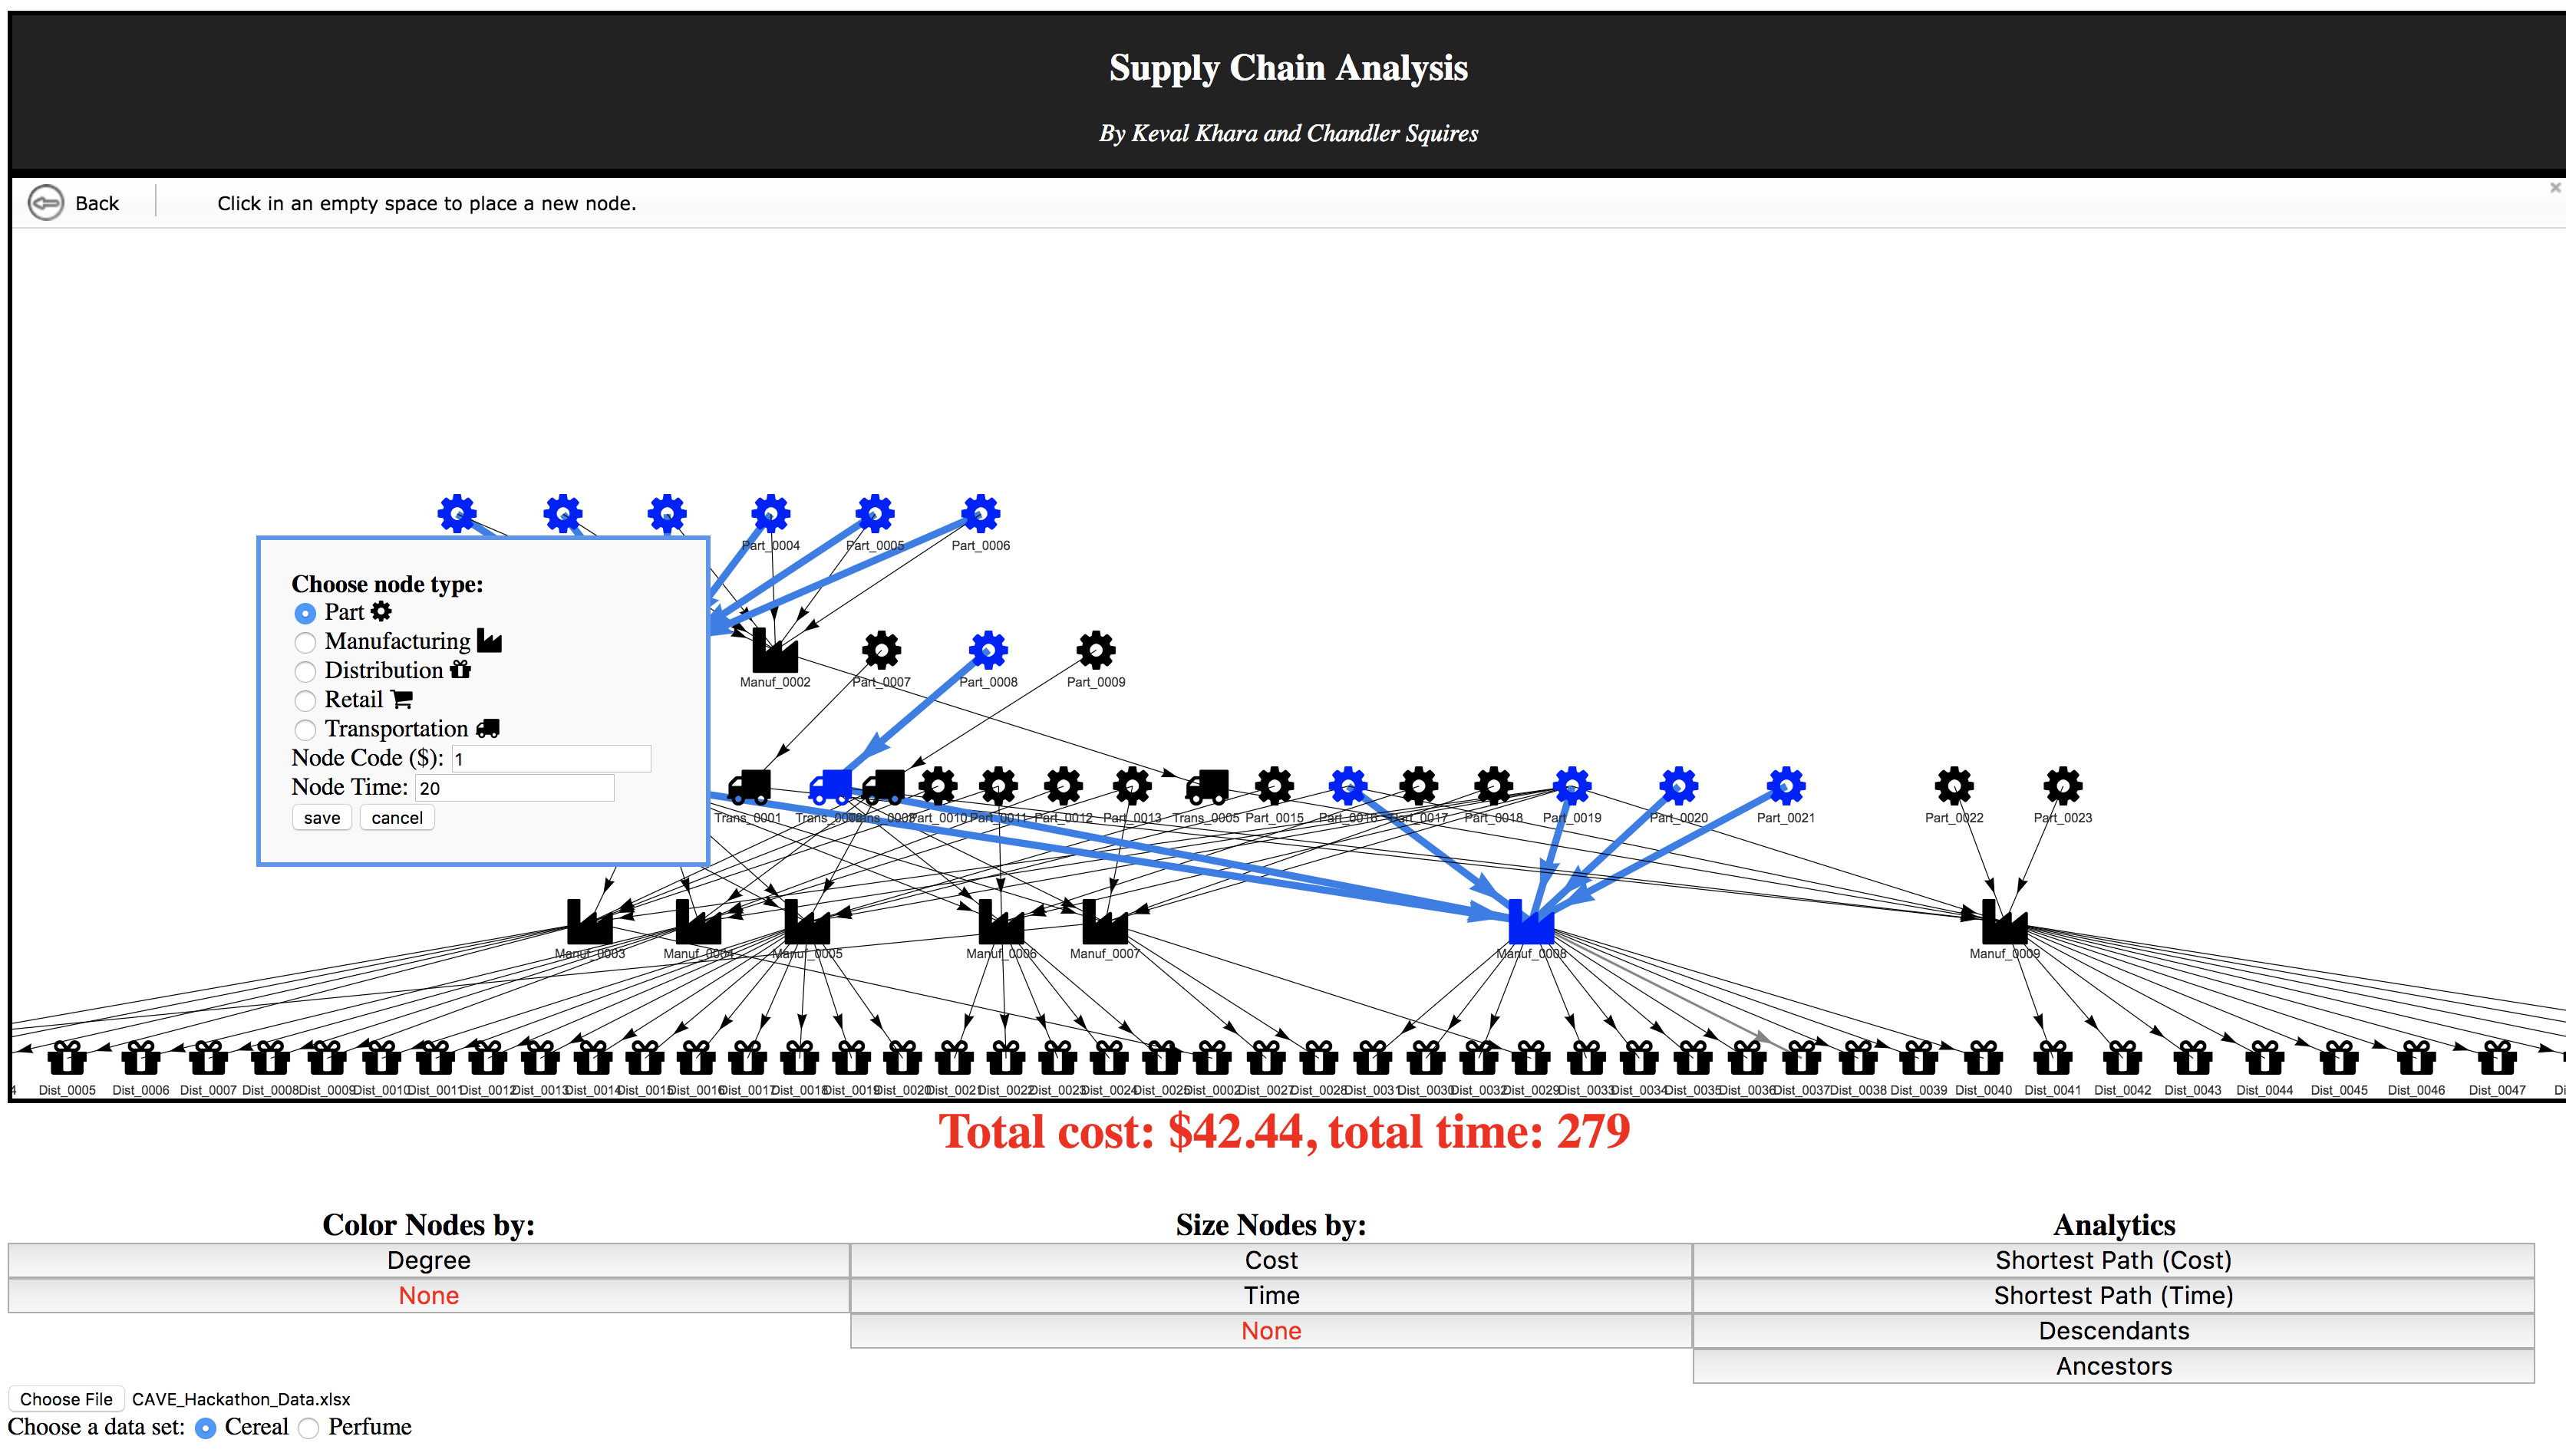 Supply Chain Analysis
By Keval Khara and Chandler Squires
Back
Click in an empty space to place a new node.
Part_0004 Part_0005 Part_0006
Choose node type:
Part
Manufacturing
Distribution
Retail
Transportation
Node Code ($): 1
Node Time: 20
save cancel
Manuf_0002 Part_0007 Part_0008 Part_0009
Trans_0001 Part_0010 Part_0011 Part_0012 Part_0013 Trans_0005 Part_0015 Part_0016 Part_0017 Part_0018 Part_0019 Part_0020 Part_0021 Part_0022 Part_0023
Manuf_0003 Manuf_0004 Manuf_0005 Manuf_0006 Manuf_0007 Manuf_0008 Manuf_0009
4 Dist_0005 Dist_0006 Dist_0007 Dist_0008 Dist_0009 Dist_0010 Dist_0011 Dist_0012 Dist_0013 Dist_0014 Dist_0015 Dist_0016 Dist_0017 Dist_0018 Dist_0019 Dist_0020 Dist_0021 Dist_0022 Dist_0023 Dist_0024 Dist_0025 Dist_0002 Dist_0027 Dist_0028 Dist_0031 Dist_0030 Dist_0032 Dist_0029 Dist_0033 Dist_0034 Dist_0035 Dist_0036 Dist_0037 Dist_0038 Dist_0039 Dist_0040 Dist_0041 Dist_0042 Dist_0043 Dist_0044 Dist_0045 Dist_0046 Dist_0047 Di
Total cost: $42.44, total time: 279
Color Nodes by: Size Nodes by: Analytics
Degree Cost Shortest Path (Cost)
None Time Shortest Path (Time)
None Descendants
Ancestors
Choose File CAVE_Hackathon_Data.xlsx
Choose a data set: Cereal Perfume